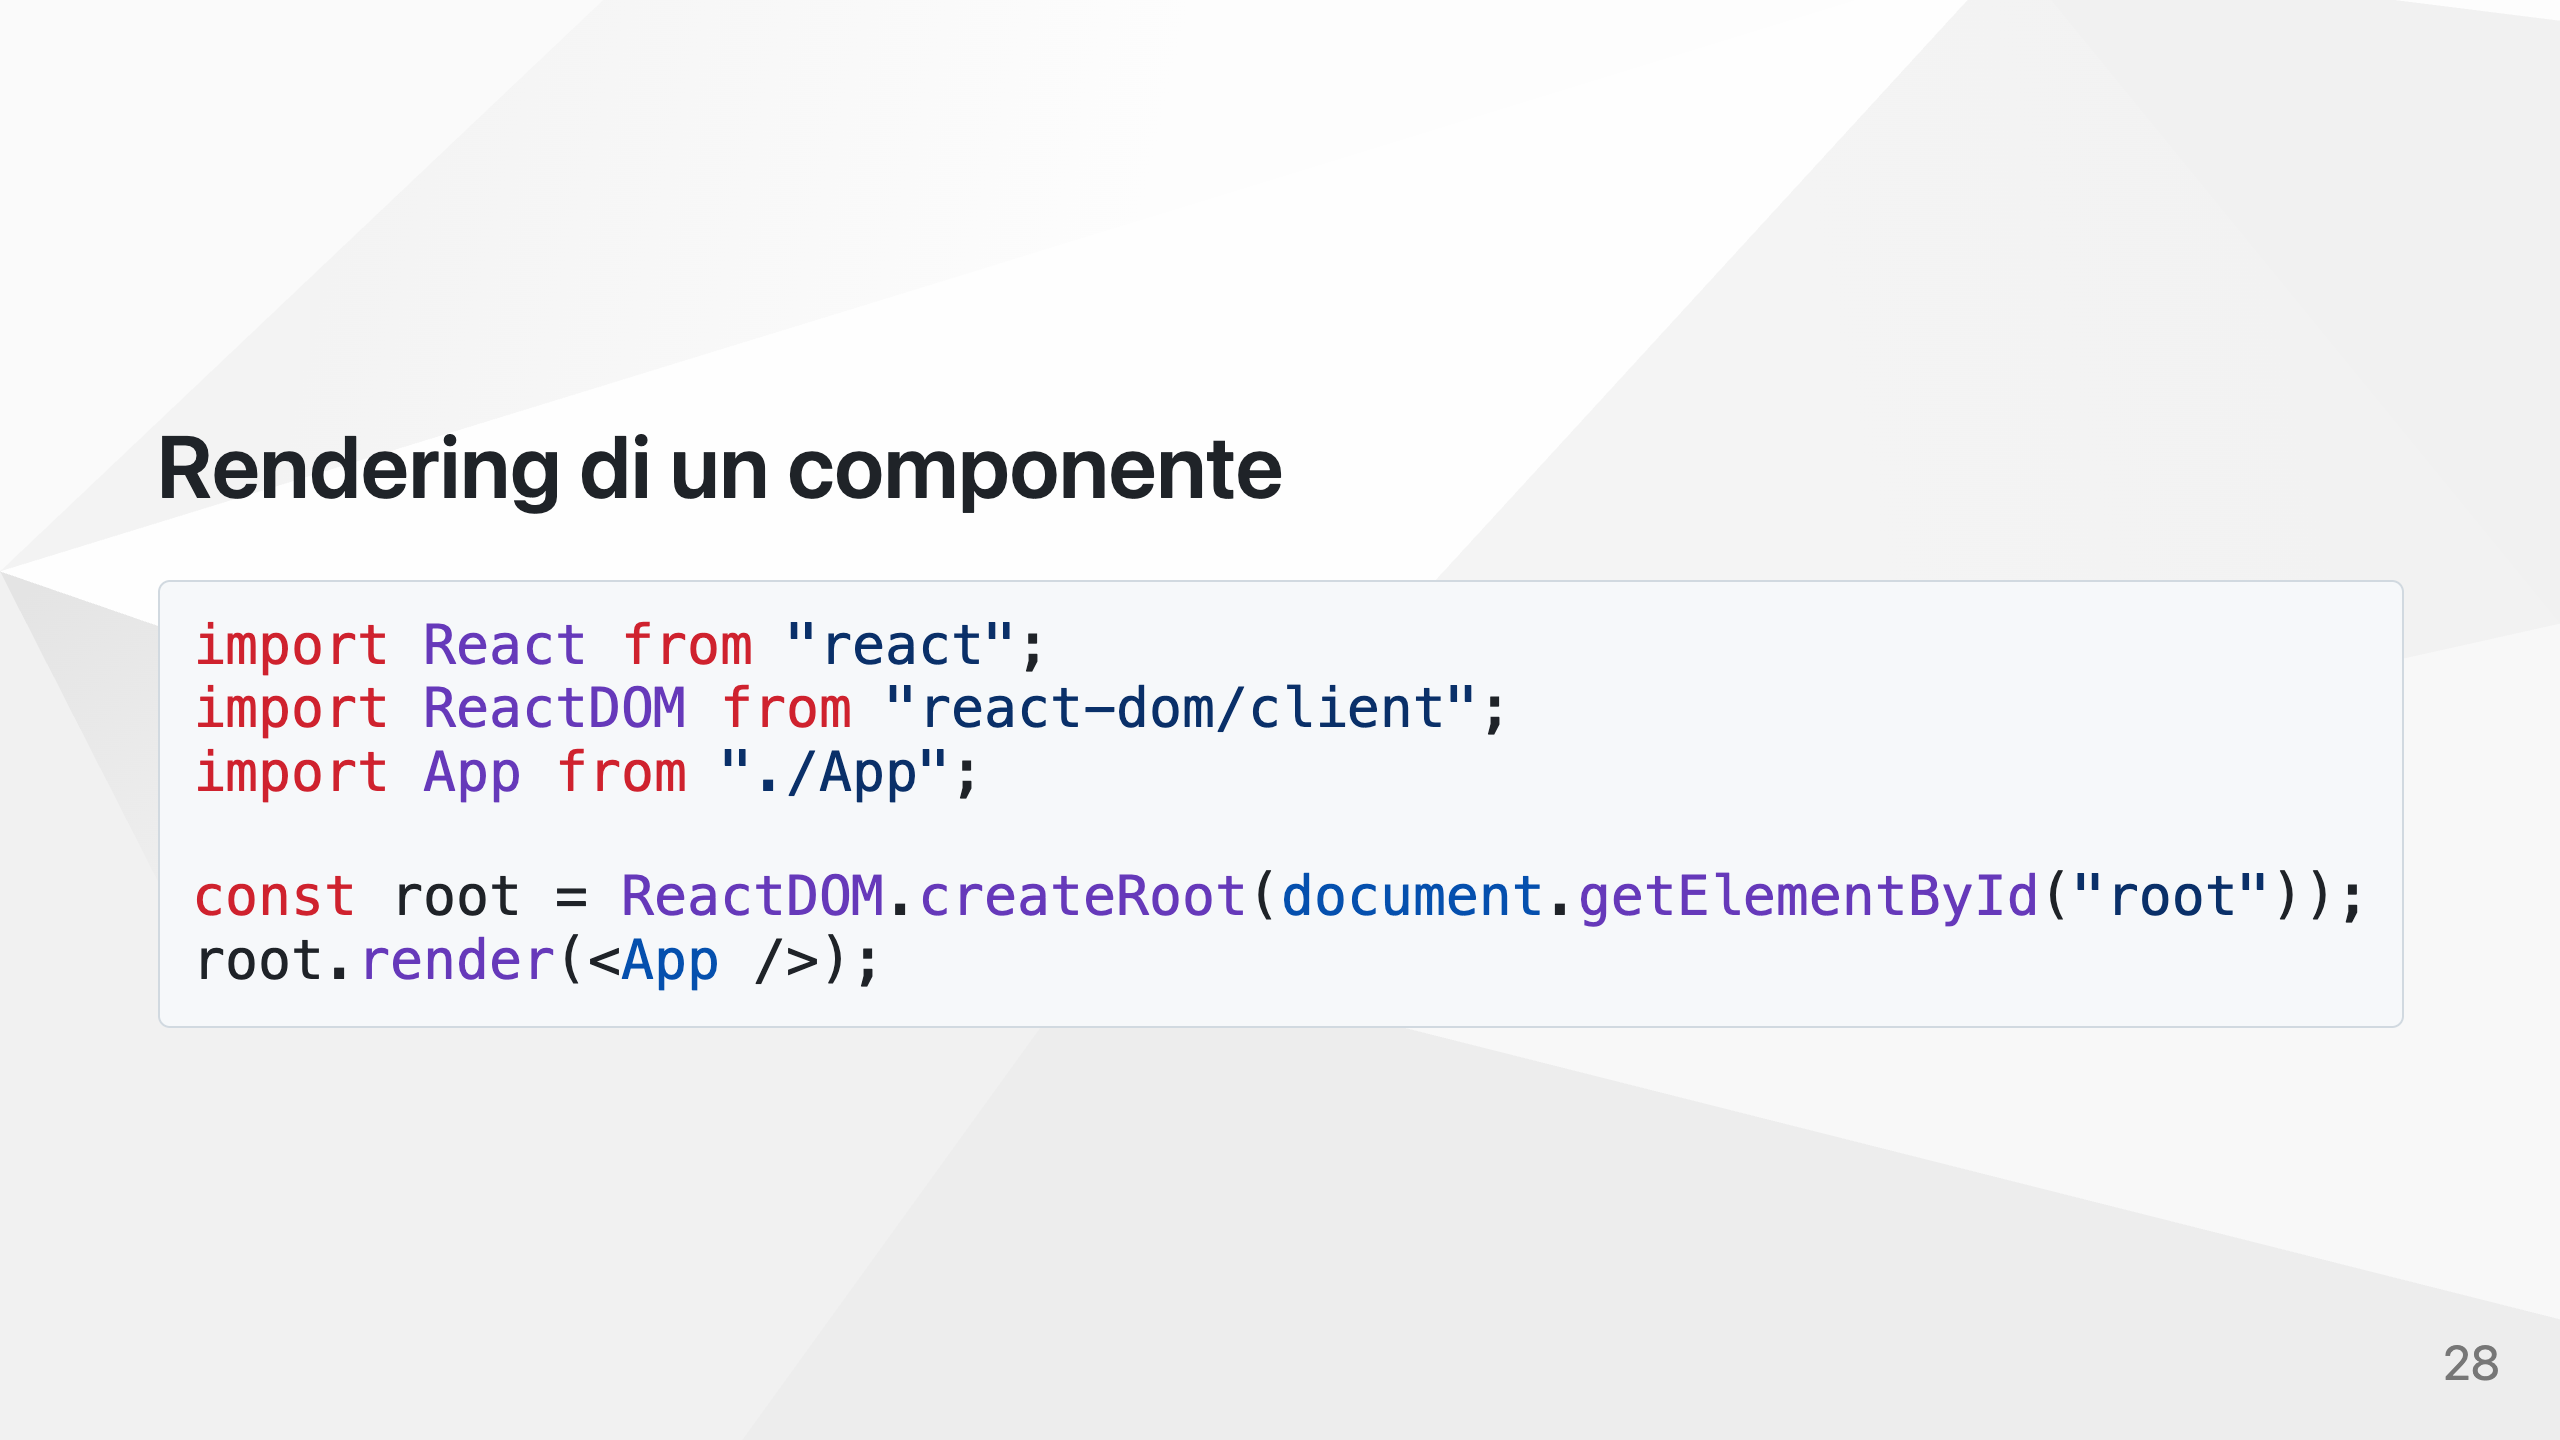 Rendering di un componente
import React from "react";
import ReactDOM from "react-dom/client";
import App from "./App";
const root = ReactDOM.createRoot(document.getElementById("root"));
root.render(<App />);
28